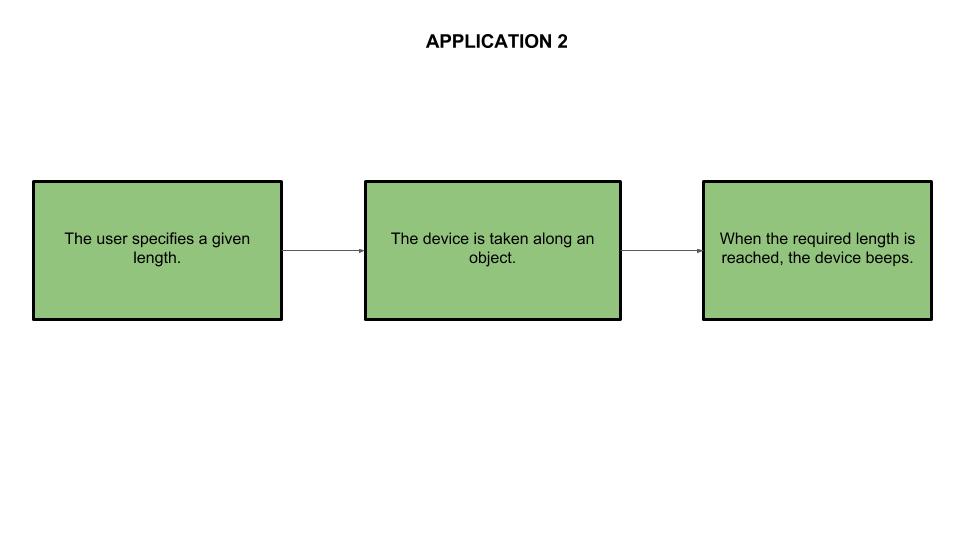 APPLICATION 2
The user specifies a given
length.
The device is taken along an
object.
When the required length is
reached, the device beeps.